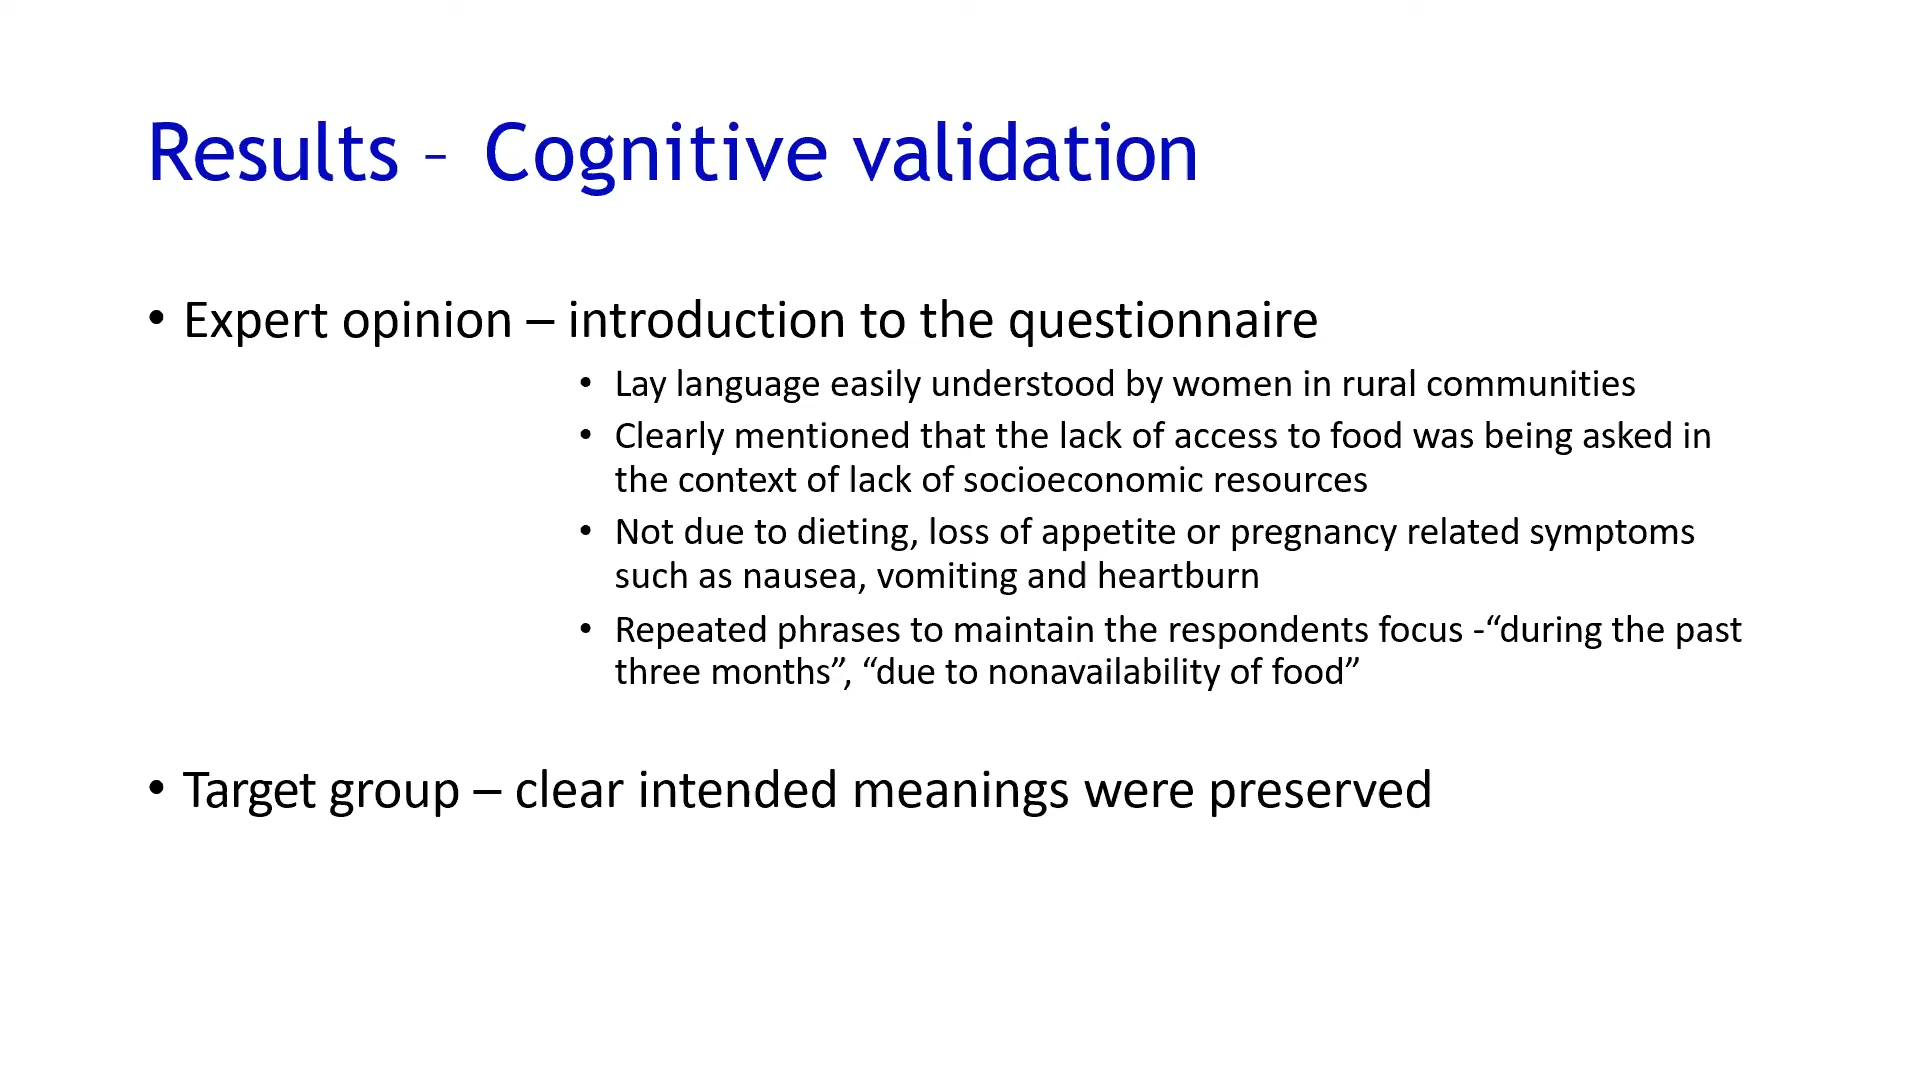 Results – Cognitive validation
• Expert opinion – introduction to the questionnaire
• Lay language easily understood by women in rural communities
• Clearly mentioned that the lack of access to food was being asked in
the context of lack of socioeconomic resources
• Not due to dieting, loss of appetite or pregnancy related symptoms
such as nausea, vomiting and heartburn
• Repeated phrases to maintain the respondents focus -“during the past
three months”, “due to nonavailability of food”
• Target group – clear intended meanings were preserved